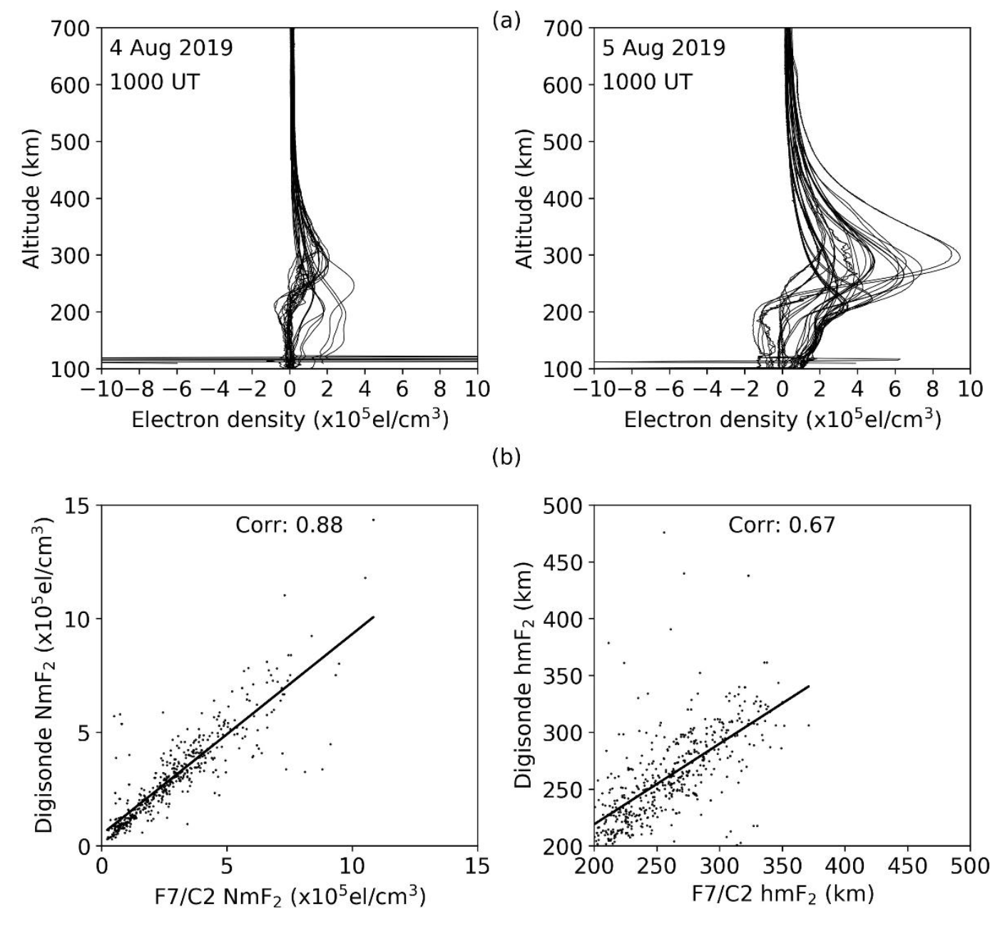 (a)
4 Aug 2019
1000 UT
700
600
500
400
300
200
100
Altitude (km)
−10 −8 −6 −4 −2 0 2 4 6 8 10
Electron density (x10⁵el/cm³)
5 Aug 2019
1000 UT
700
600
500
400
300
200
100
Altitude (km)
−10 −8 −6 −4 −2 0 2 4 6 8 10
Electron density (x10⁵el/cm³)
(b)
Corr: 0.88
15
10
5
0
Digisonde NmF₂ (x10⁵el/cm³)
0 5 10 15
F7/C2 NmF₂ (x10⁵el/cm³)
Corr: 0.67
500
450
400
350
300
250
200
Digisonde hmF₂ (km)
200 250 300 350 400 450 500
F7/C2 hmF₂ (km)